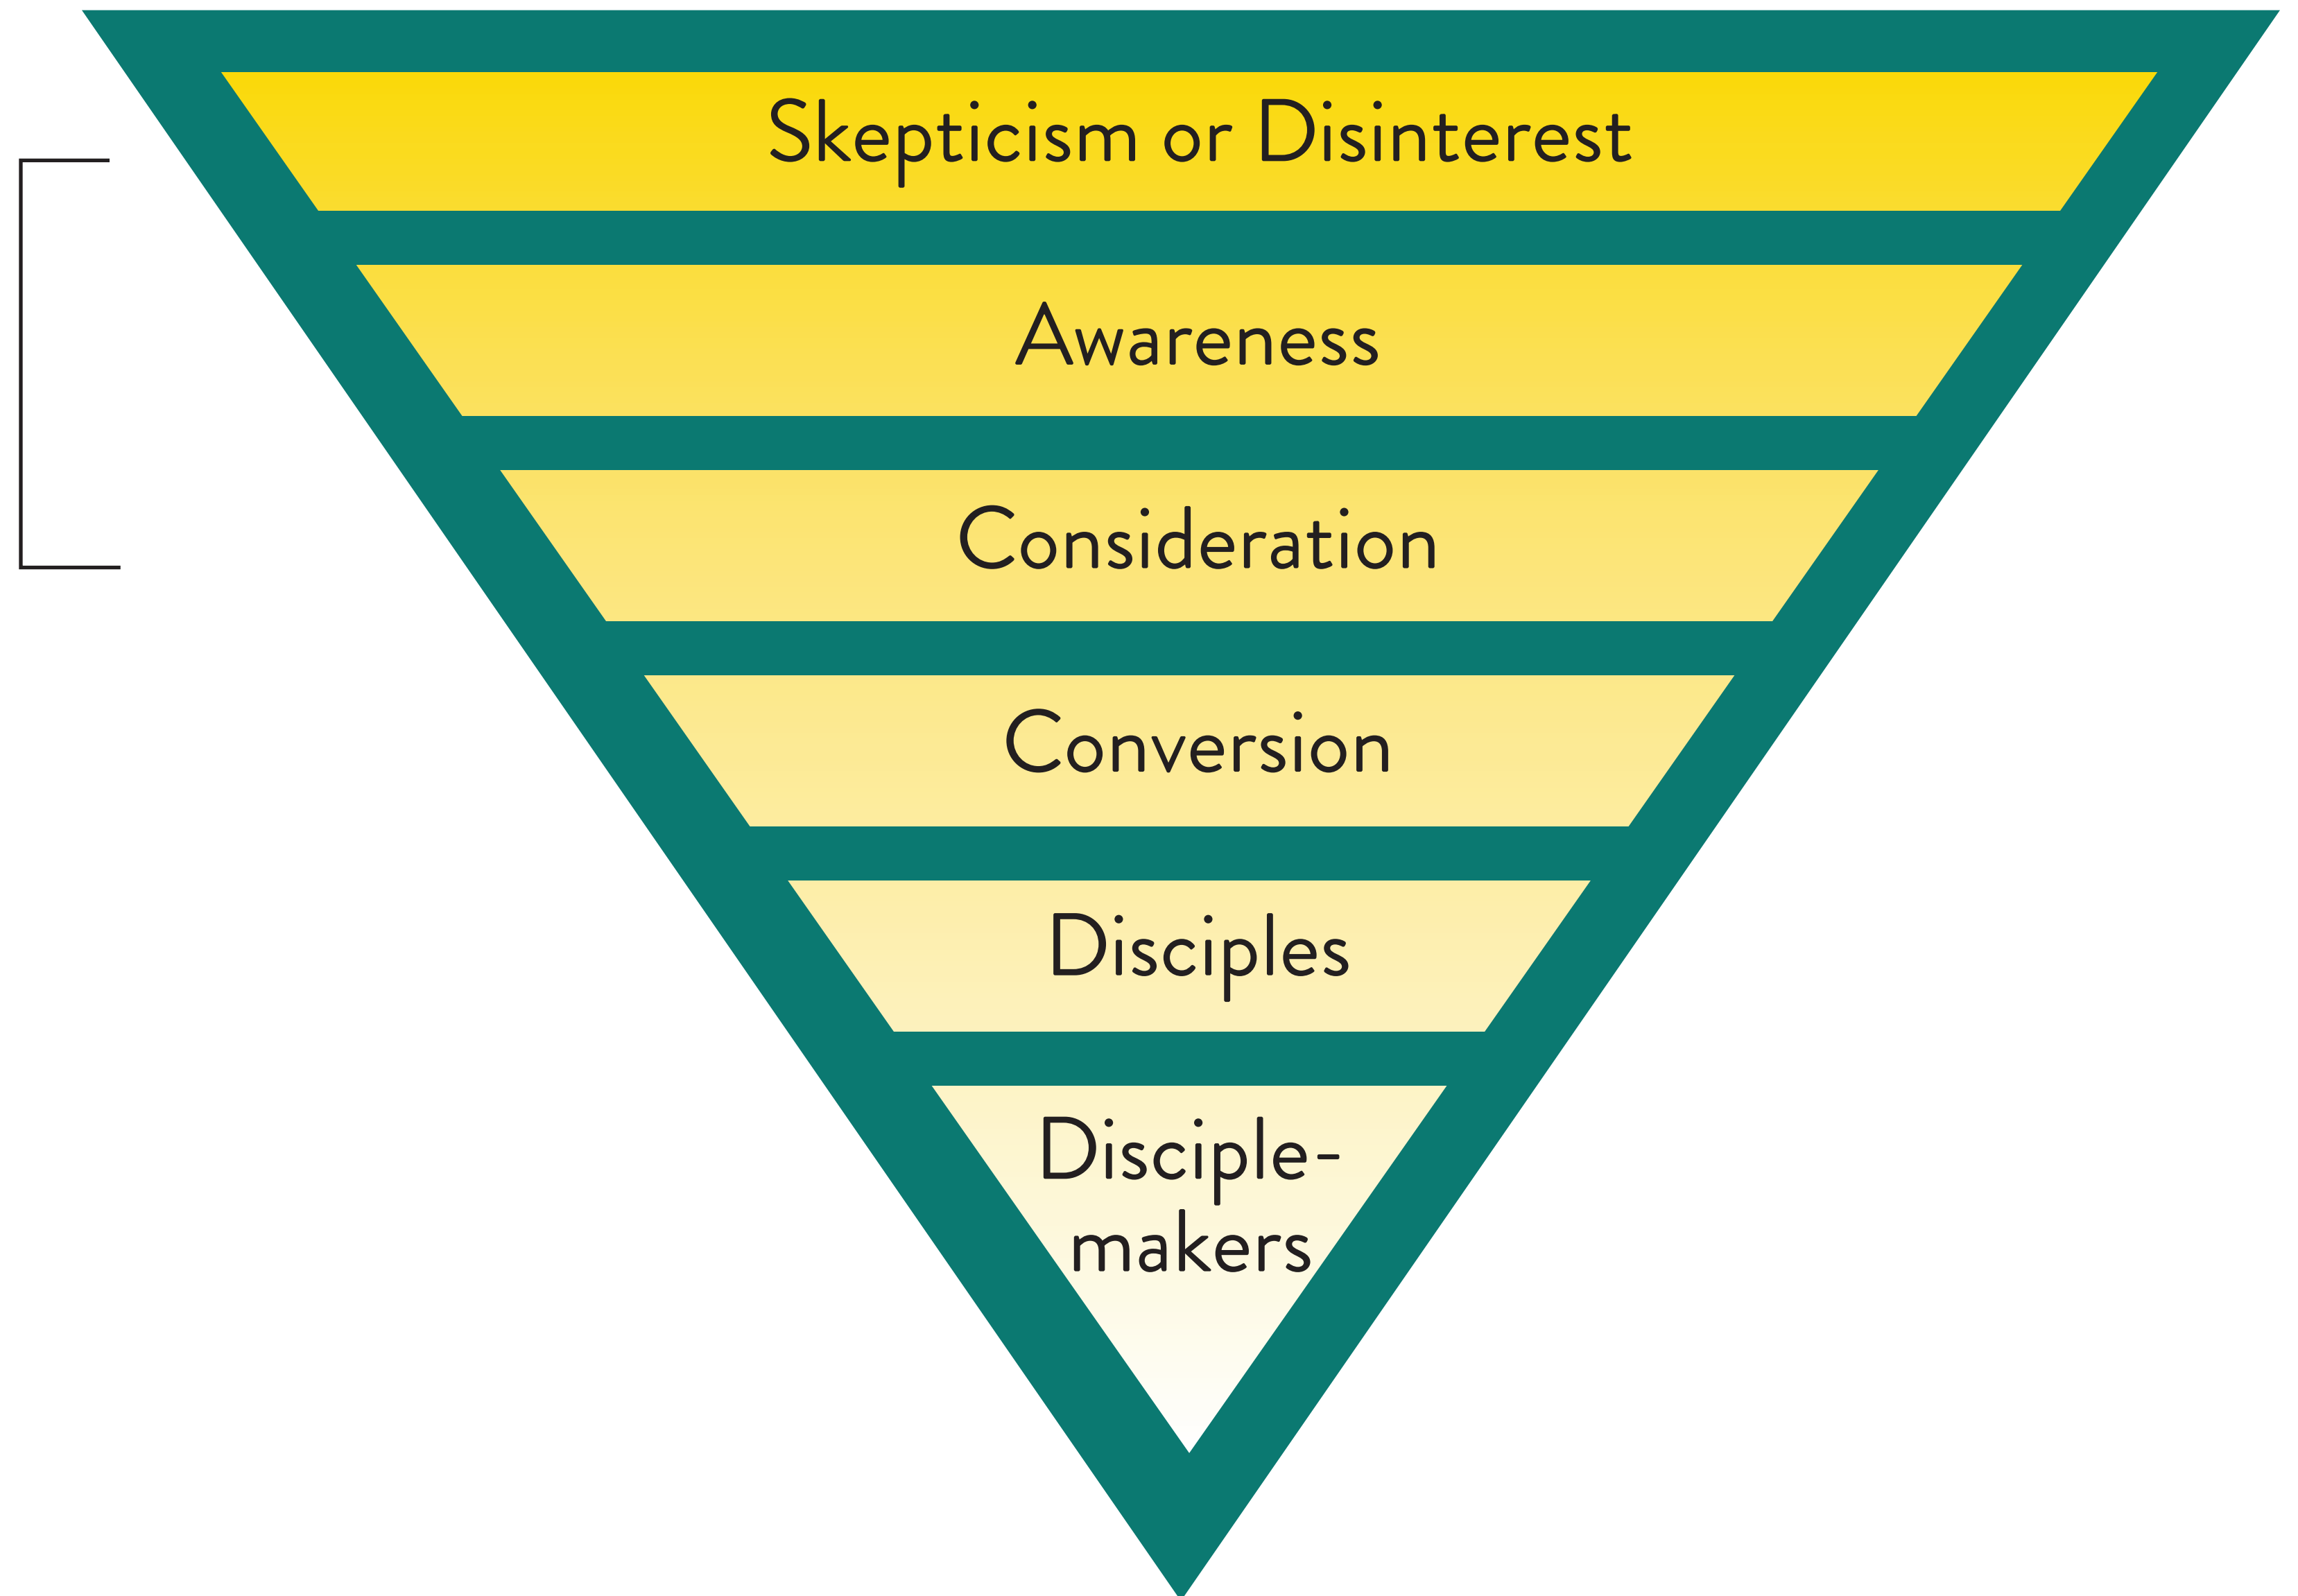 Skepticism or Disinterest
Awareness
Consideration
Conversion
Disciples
Disciple-
makers